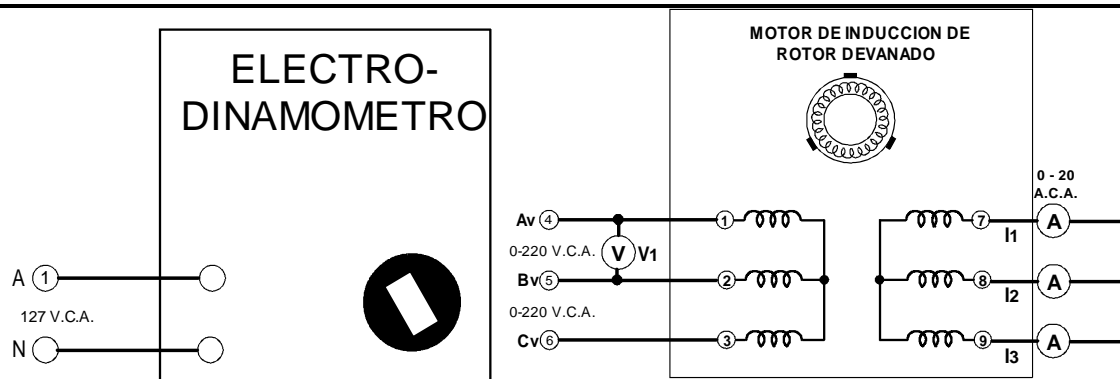 ELECTRO-
DINAMOMETRO
A 1
127 V.C.A.
N
MOTOR DE INDUCCION DE
ROTOR DEVANADO
0 - 20
A.C.A.
Av 4
1
7
A
I1
0-220 V.C.A.
V V1
Bv 5
2
8
A
I2
0-220 V.C.A.
Cv 6
3
9
A
I3